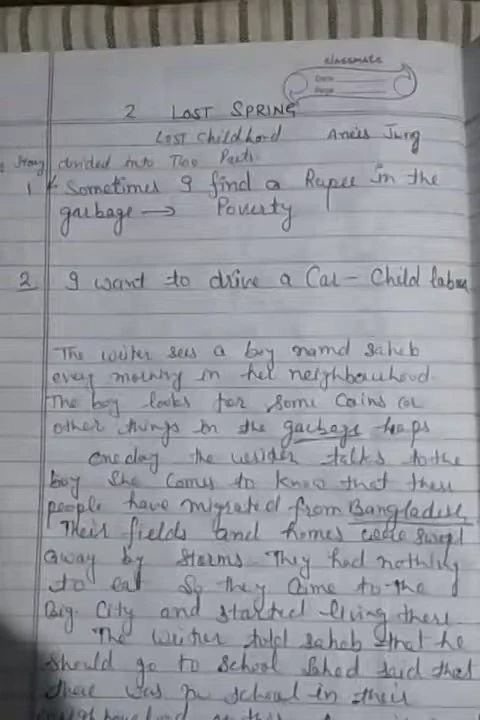 classmate
Date
Page
2 LOST SPRING
Lost Childhood Anees Jung
Story divided into Two Parts
1 Sometimes I find a Rupee in the
garbage → Poverty
2 I want to drive a Car - Child labour
The writer sees a boy namd saheb
every morning in her neighbourhood.
The boy looks for some Coins or
other things in the garbage heaps
one day the writer talks to the
boy She comes to know that these
people have migrated from Bangladesh.
Their fields and homes were swept
away by storms. They had nothing
to eat So they Came to the
Big City and started living there
The writer told saheb that he
should go to school Saheb said that
there was no school in their
neighbourhood